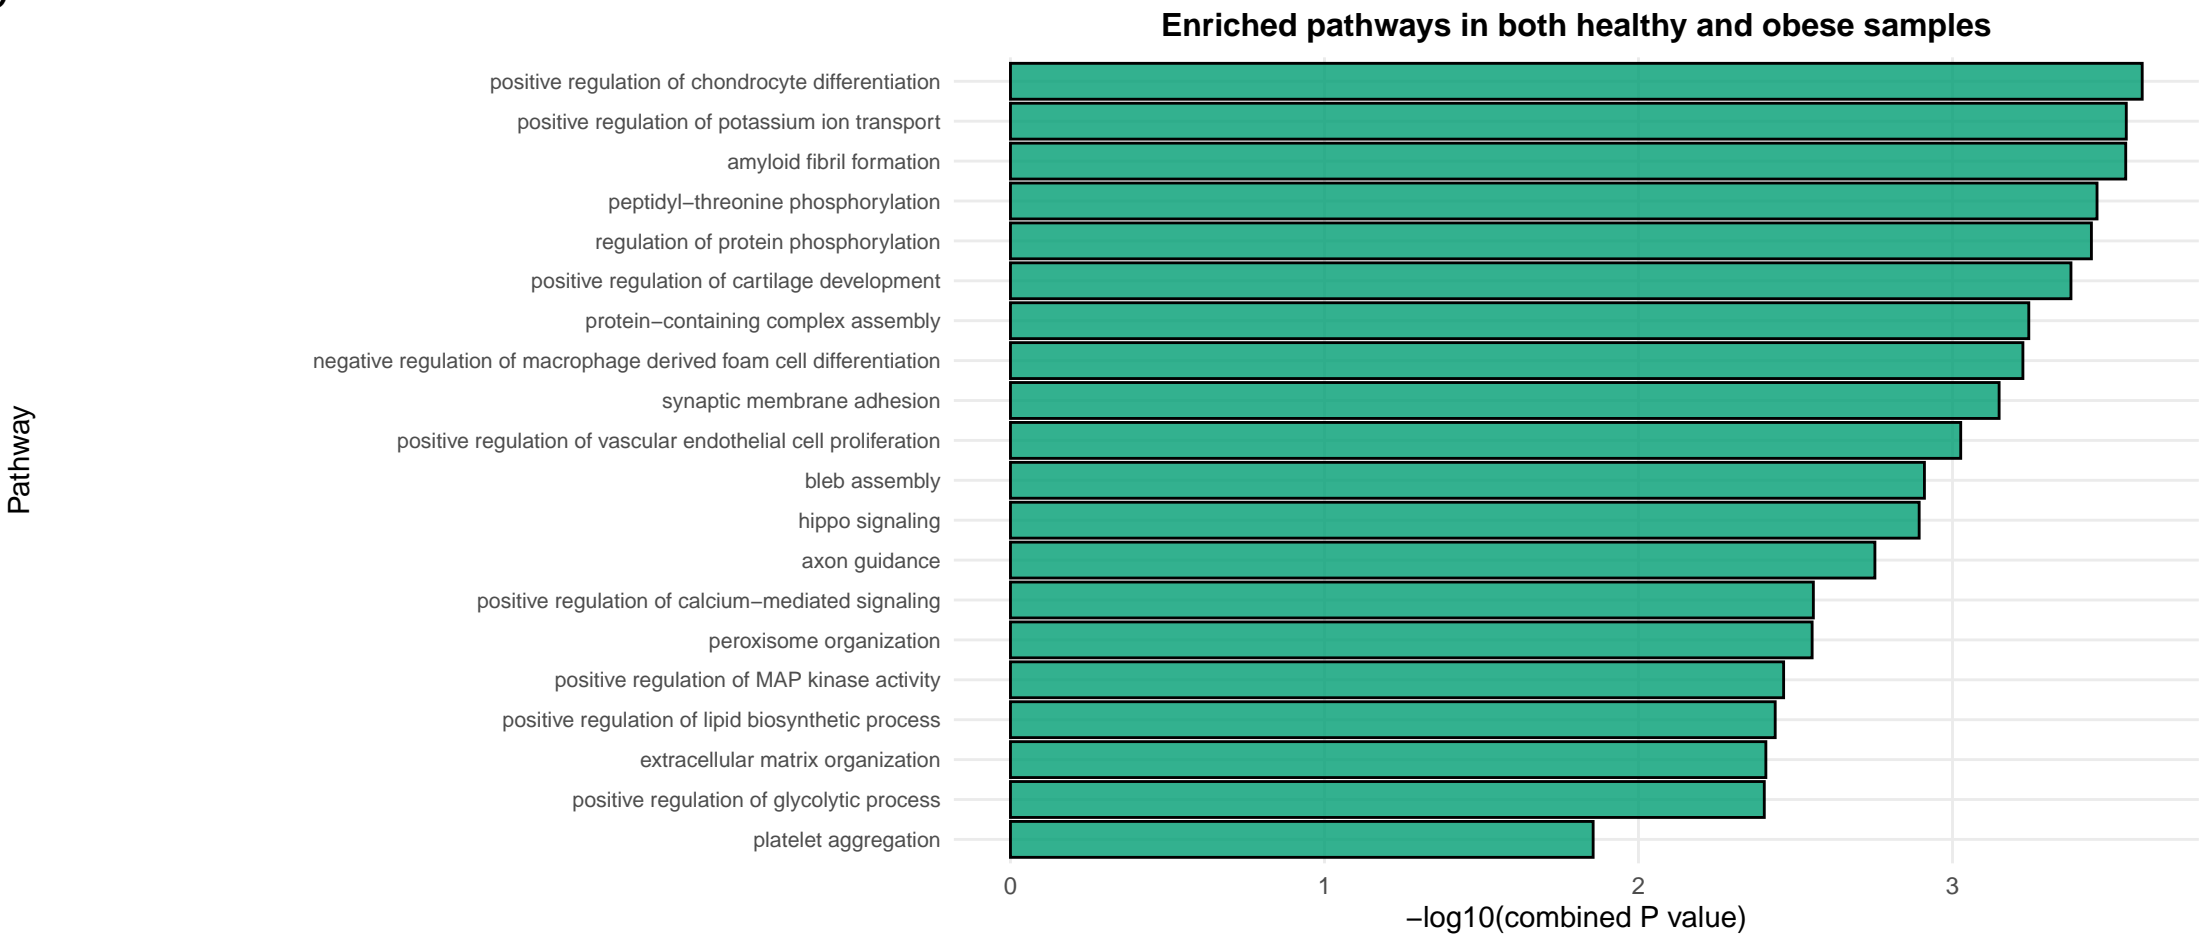 Enriched pathways in both healthy and obese samples
positive regulation of chondrocyte differentiation
positive regulation of potassium ion transport
amyloid fibril formation
peptidyl−threonine phosphorylation
regulation of protein phosphorylation
positive regulation of cartilage development
protein−containing complex assembly
negative regulation of macrophage derived foam cell differentiation
synaptic membrane adhesion
positive regulation of vascular endothelial cell proliferation
bleb assembly
hippo signaling
axon guidance
positive regulation of calcium−mediated signaling
peroxisome organization
positive regulation of MAP kinase activity
positive regulation of lipid biosynthetic process
extracellular matrix organization
positive regulation of glycolytic process
platelet aggregation
Pathway
0 1 2 3
−log10(combined P value)